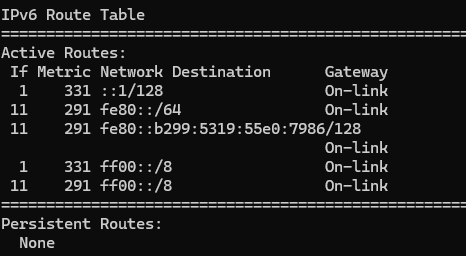 IPv6 Route Table
===========================================================================
Active Routes:
 If Metric Network Destination      Gateway
  1    331 ::1/128                  On-link
 11    291 fe80::/64                On-link
 11    291 fe80::b299:5319:55e0:7986/128
                                    On-link
  1    331 ff00::/8                 On-link
 11    291 ff00::/8                 On-link
===========================================================================
Persistent Routes:
  None